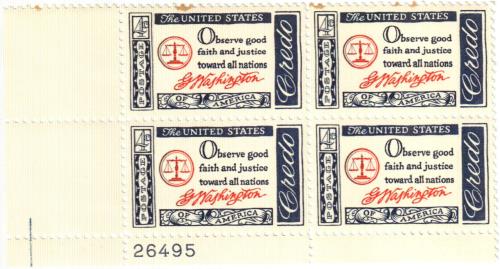 The UNITED STATES
4¢
POSTAGE
Observe good
faith and justice
toward all nations
G Washington
OF AMERICA
Credo
The UNITED STATES
4¢
POSTAGE
Observe good
faith and justice
toward all nations
G Washington
OF AMERICA
Credo
The UNITED STATES
4¢
POSTAGE
Observe good
faith and justice
toward all nations
G Washington
OF AMERICA
Credo
The UNITED STATES
4¢
POSTAGE
Observe good
faith and justice
toward all nations
G Washington
OF AMERICA
Credo
26495